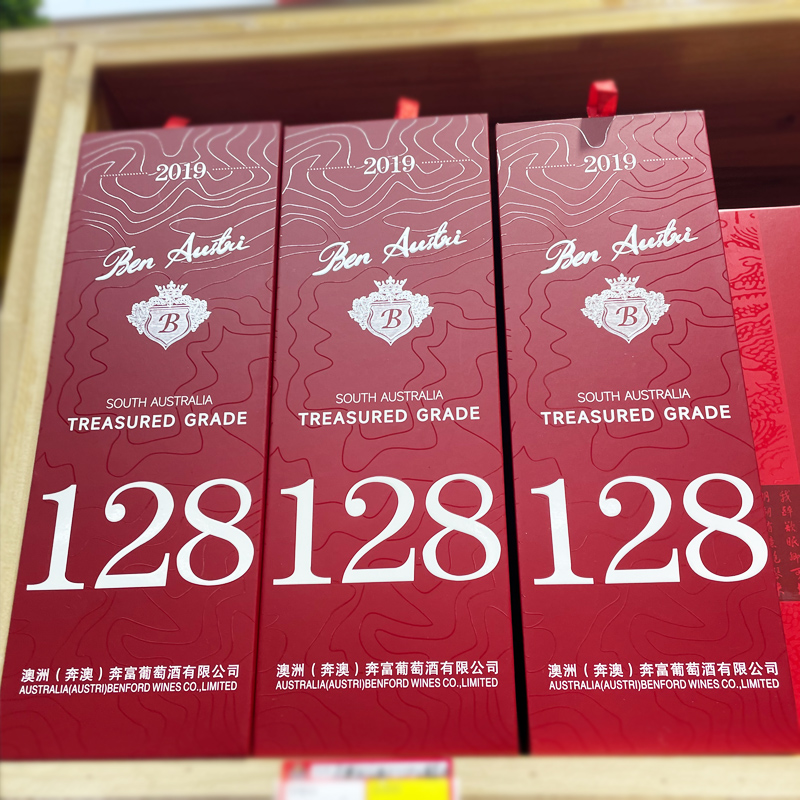 2019
Ben Austri
B
SOUTH AUSTRALIA
TREASURED GRADE
128
澳洲（奔澳）奔富葡萄酒有限公司
AUSTRALIA(AUSTRI)BENFORD WINES CO.,LIMITED
2019
Ben Austri
B
SOUTH AUSTRALIA
TREASURED GRADE
128
澳洲（奔澳）奔富葡萄酒有限公司
AUSTRALIA(AUSTRI)BENFORD WINES CO.,LIMITED
2019
Ben Austri
B
SOUTH AUSTRALIA
TREASURED GRADE
128
澳洲（奔澳）奔富葡萄酒有限公司
AUSTRALIA(AUSTRI)BENFORD WINES CO.,LIMITED